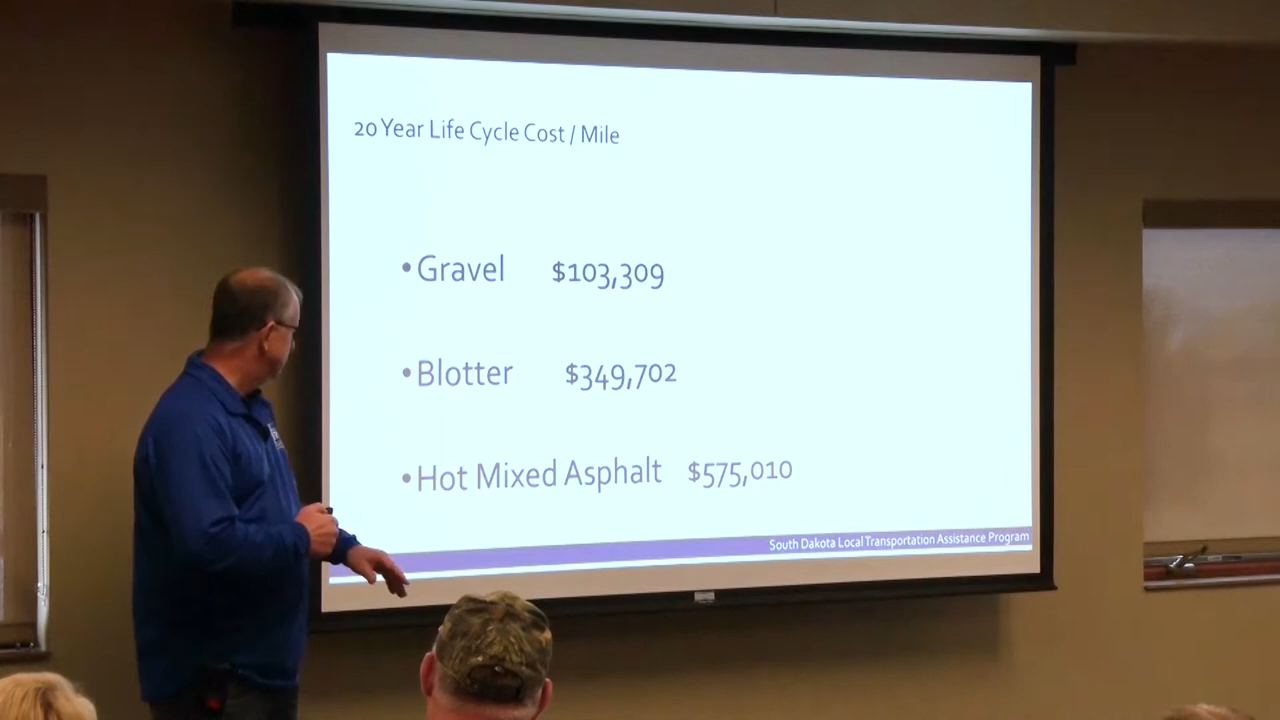 20 Year Life Cycle Cost / Mile
•Gravel $103,309
•Blotter $349,702
•Hot Mixed Asphalt $575,010
South Dakota Local Transportation Assistance Program